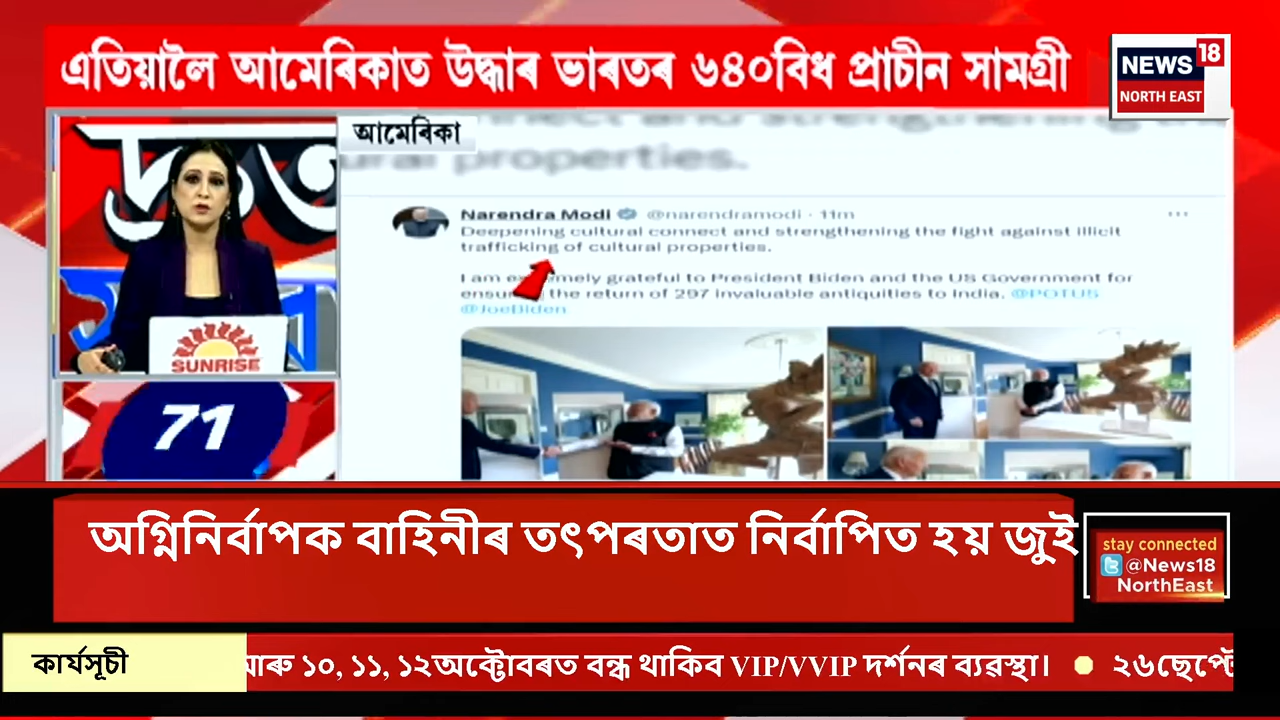 এতিয়ালৈ আমেৰিকাত উদ্ধাৰ ভাৰতৰ ৬৪০বিধ প্ৰাচীন সামগ্ৰী
NEWS 18
NORTH EAST
আমেৰিকা
properties.
Narendra Modi @narendramodi · 11m
Deepening cultural connect and strengthening the fight against illicit
trafficking of cultural properties.
I am grateful to President Biden and the US Government for
the return of 297 invaluable antiquities to India. @POTUS
@JoeBiden
SUNRISE
71
অগ্নিনিৰ্বাপক বাহিনীৰ তৎপৰতাত নিৰ্বাপিত হয় জুই
stay connected
@News18
NorthEast
কাৰ্যসূচী
আৰু ১০, ১১, ১২অক্টোবৰত বন্ধ থাকিব VIP/VVIP দৰ্শনৰ ব্যৱস্থা।